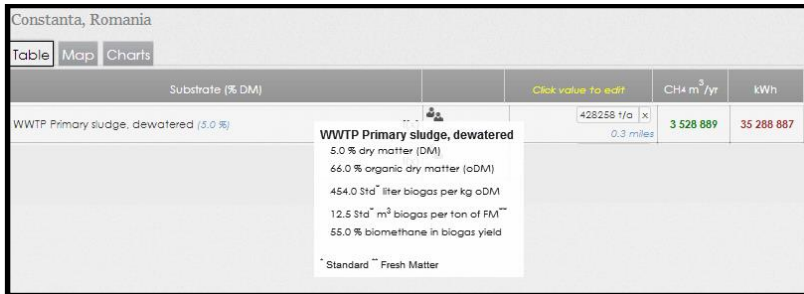 Constanta, Romania
Table Map Charts
Substrate (% DM) Click value to edit CH4 m³/yr kWh
WWTP Primary sludge, dewatered (5.0 %) 428258 t/a x 3 528 889 35 288 887
0.3 miles
WWTP Primary sludge, dewatered
5.0 % dry matter (DM)
66.0 % organic dry matter (oDM)
454.0 Std* liter biogas per kg oDM
12.5 Std* m³ biogas per ton of FM**
55.0 % biomethane in biogas yield
* Standard ** Fresh Matter